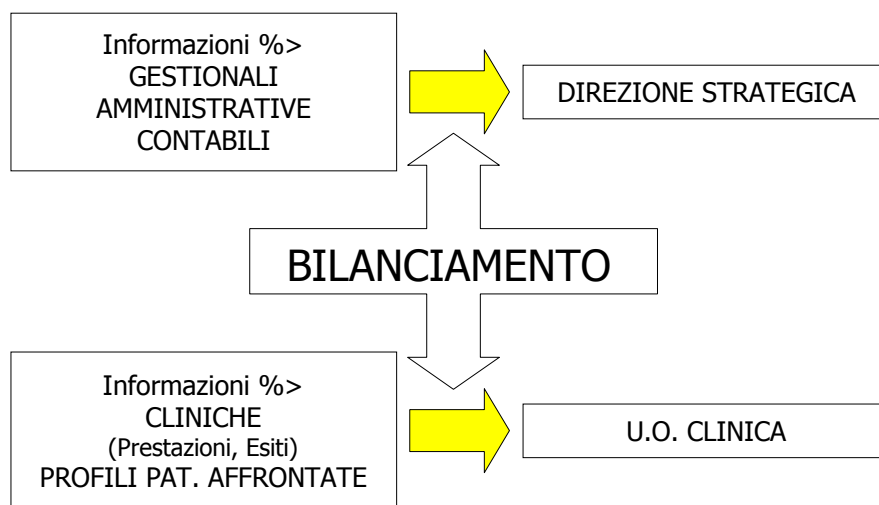 Informazioni %>
GESTIONALI
AMMINISTRATIVE
CONTABILI
DIREZIONE STRATEGICA
BILANCIAMENTO
Informazioni %>
CLINICHE
(Prestazioni, Esiti)
PROFILI PAT. AFFRONTATE
U.O. CLINICA